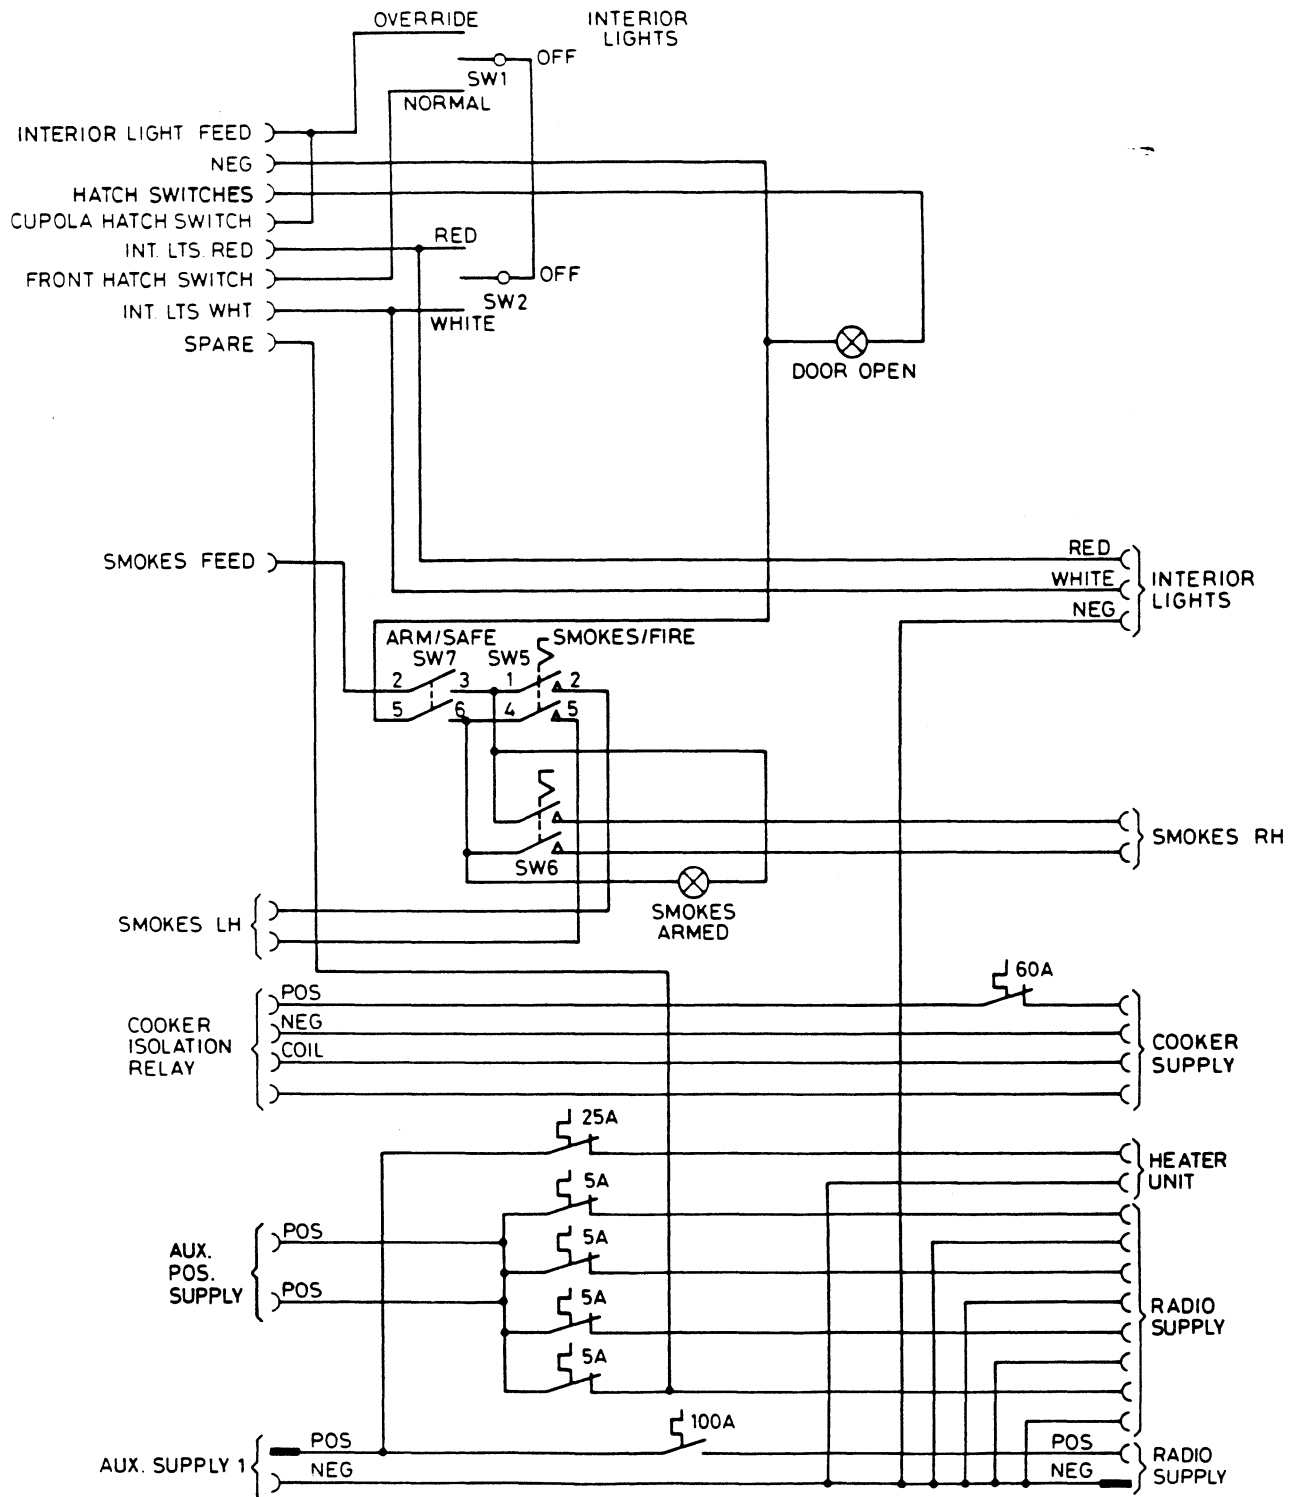 OVERRIDE
INTERIOR
LIGHTS
OFF
SW1
NORMAL
INTERIOR LIGHT FEED
NEG
HATCH SWITCHES
CUPOLA HATCH SWITCH
RED
INT. LTS. RED
FRONT HATCH SWITCH
OFF
SW2
INT. LTS WHT.
WHITE
SPARE
DOOR OPEN
SMOKES FEED
RED
WHITE
NEG
INTERIOR
LIGHTS
ARM/SAFE
SMOKES/FIRE
SW7
SW5
2 3 1 2
5 6 4 5
SMOKES RH
SW6
SMOKES
ARMED
SMOKES LH
60A
POS
NEG
COIL
COOKER
ISOLATION
RELAY
COOKER
SUPPLY
25A
HEATER
UNIT
5A
POS
5A
AUX.
POS.
SUPPLY
POS
5A
RADIO
SUPPLY
5A
100A
POS
POS
AUX. SUPPLY 1
NEG
NEG
RADIO
SUPPLY